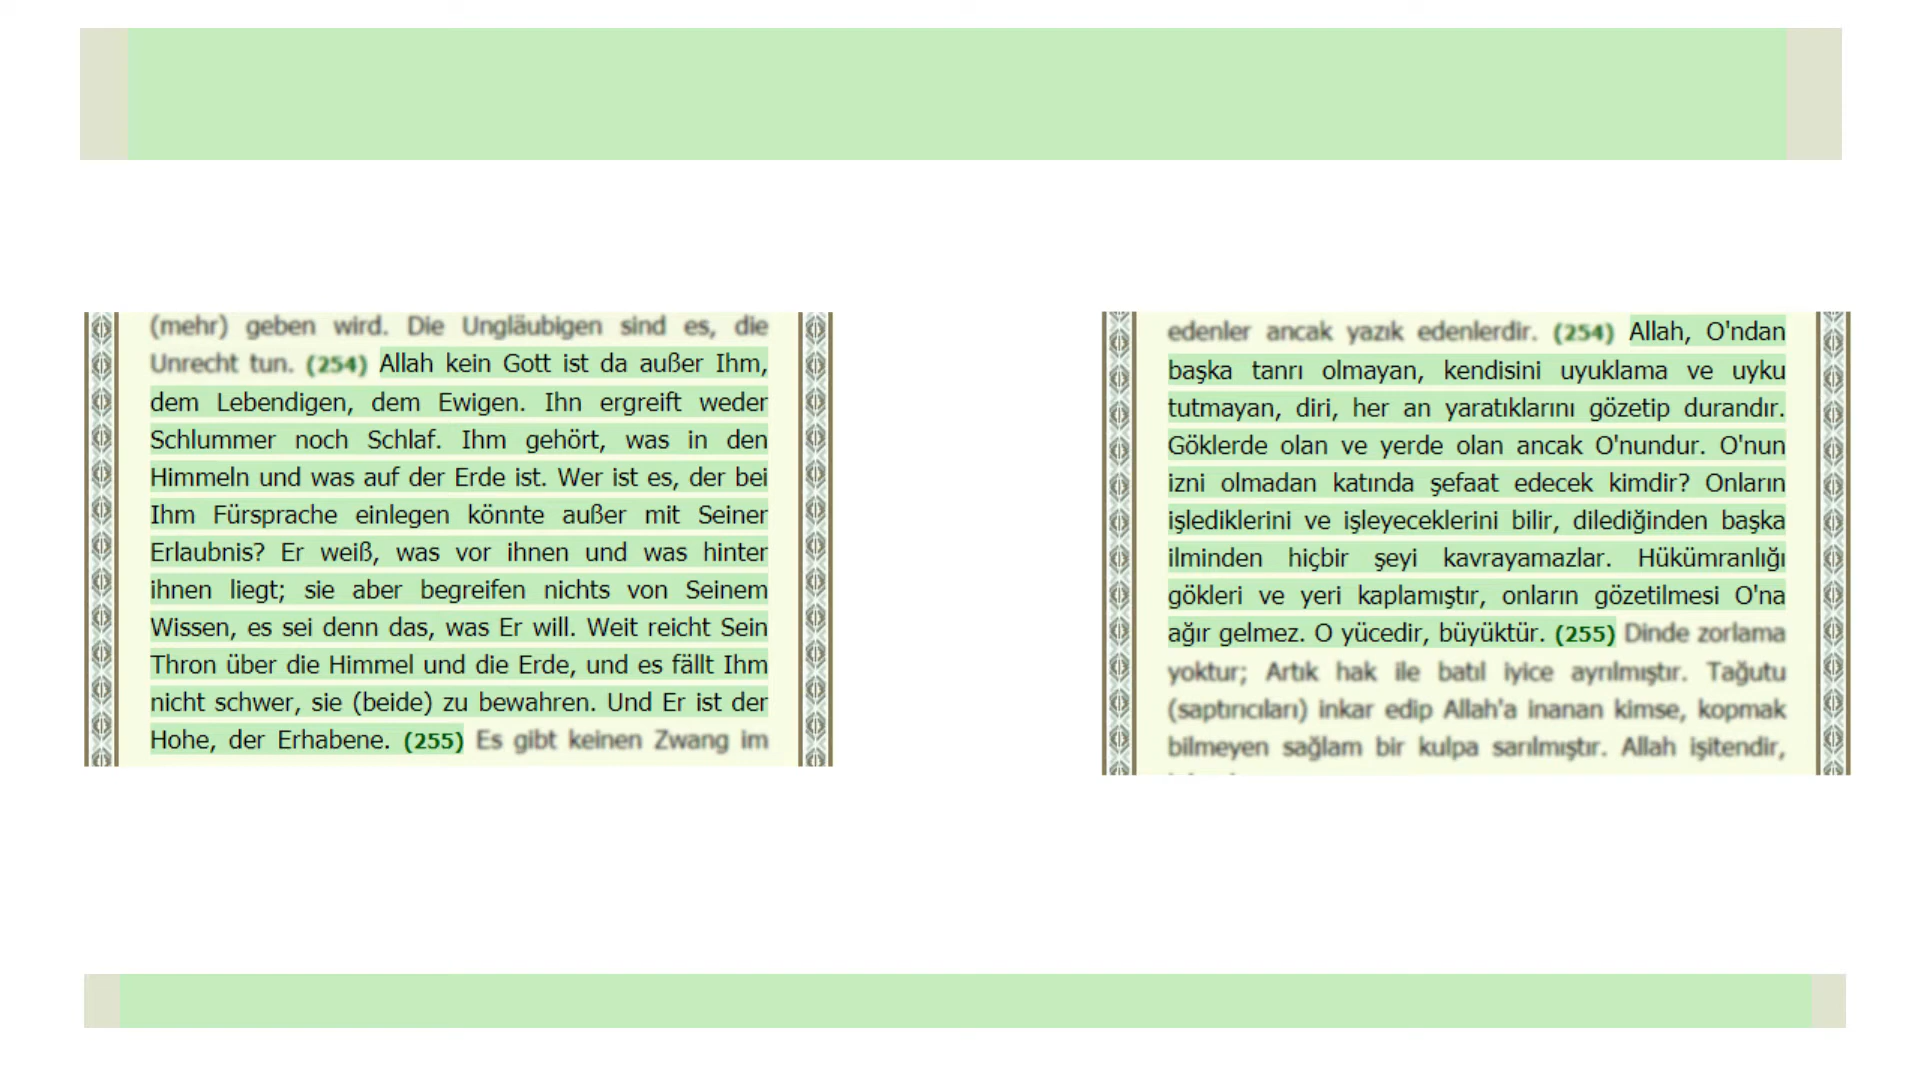 (mehr) geben wird. Die Ungläubigen sind es, die
Unrecht tun. (254) Allah kein Gott ist da außer Ihm,
dem Lebendigen, dem Ewigen. Ihn ergreift weder
Schlummer noch Schlaf. Ihm gehört, was in den
Himmeln und was auf der Erde ist. Wer ist es, der bei
Ihm Fürsprache einlegen könnte außer mit Seiner
Erlaubnis? Er weiß, was vor ihnen und was hinter
ihnen liegt; sie aber begreifen nichts von Seinem
Wissen, es sei denn das, was Er will. Weit reicht Sein
Thron über die Himmel und die Erde, und es fällt Ihm
nicht schwer, sie (beide) zu bewahren. Und Er ist der
Hohe, der Erhabene. (255) Es gibt keinen Zwang im
edenler ancak yazık edenlerdir. (254) Allah, O'ndan
başka tanrı olmayan, kendisini uyuklama ve uyku
tutmayan, diri, her an yaratıklarını gözetip durandır.
Göklerde olan ve yerde olan ancak O'nundur. O'nun
izni olmadan katında şefaat edecek kimdir? Onların
işlediklerini ve işleyeceklerini bilir, dilediğinden başka
ilminden hiçbir şeyi kavrayamazlar. Hükümranlığı
gökleri ve yeri kaplamıştır, onların gözetilmesi O'na
ağır gelmez. O yücedir, büyüktür. (255) Dinde zorlama
yoktur; Artık hak ile batıl iyice ayrılmıştır. Tağutu
(saptırıcıları) inkar edip Allah'a inanan kimse, kopmak
bilmeyen sağlam bir kulpa sarılmıştır. Allah işitendir,